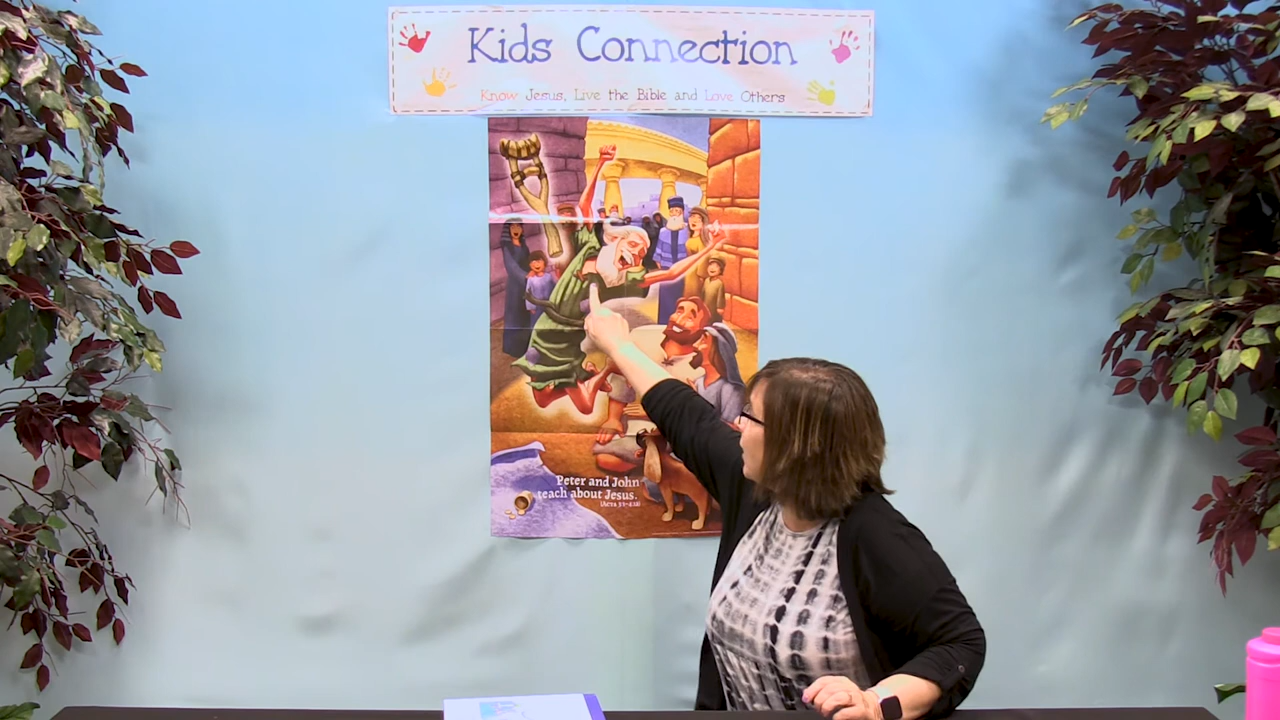 Kids Connection
Know Jesus, Live the Bible and Love Others
Peter and John
teach about Jesus.